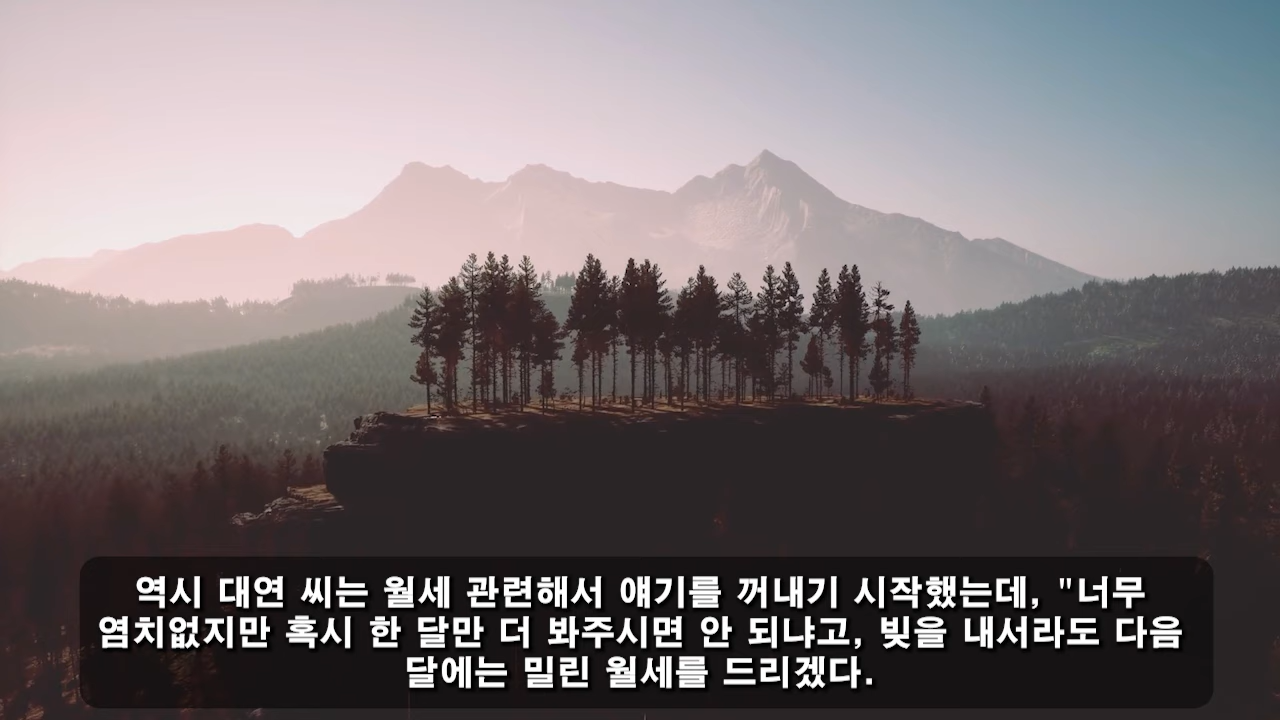 역시 대연 씨는 월세 관련해서 얘기를 꺼내기 시작했는데, "너무
염치없지만 혹시 한 달만 더 봐주시면 안 되냐고, 빚을 내서라도 다음
달에는 밀린 월세를 드리겠다.